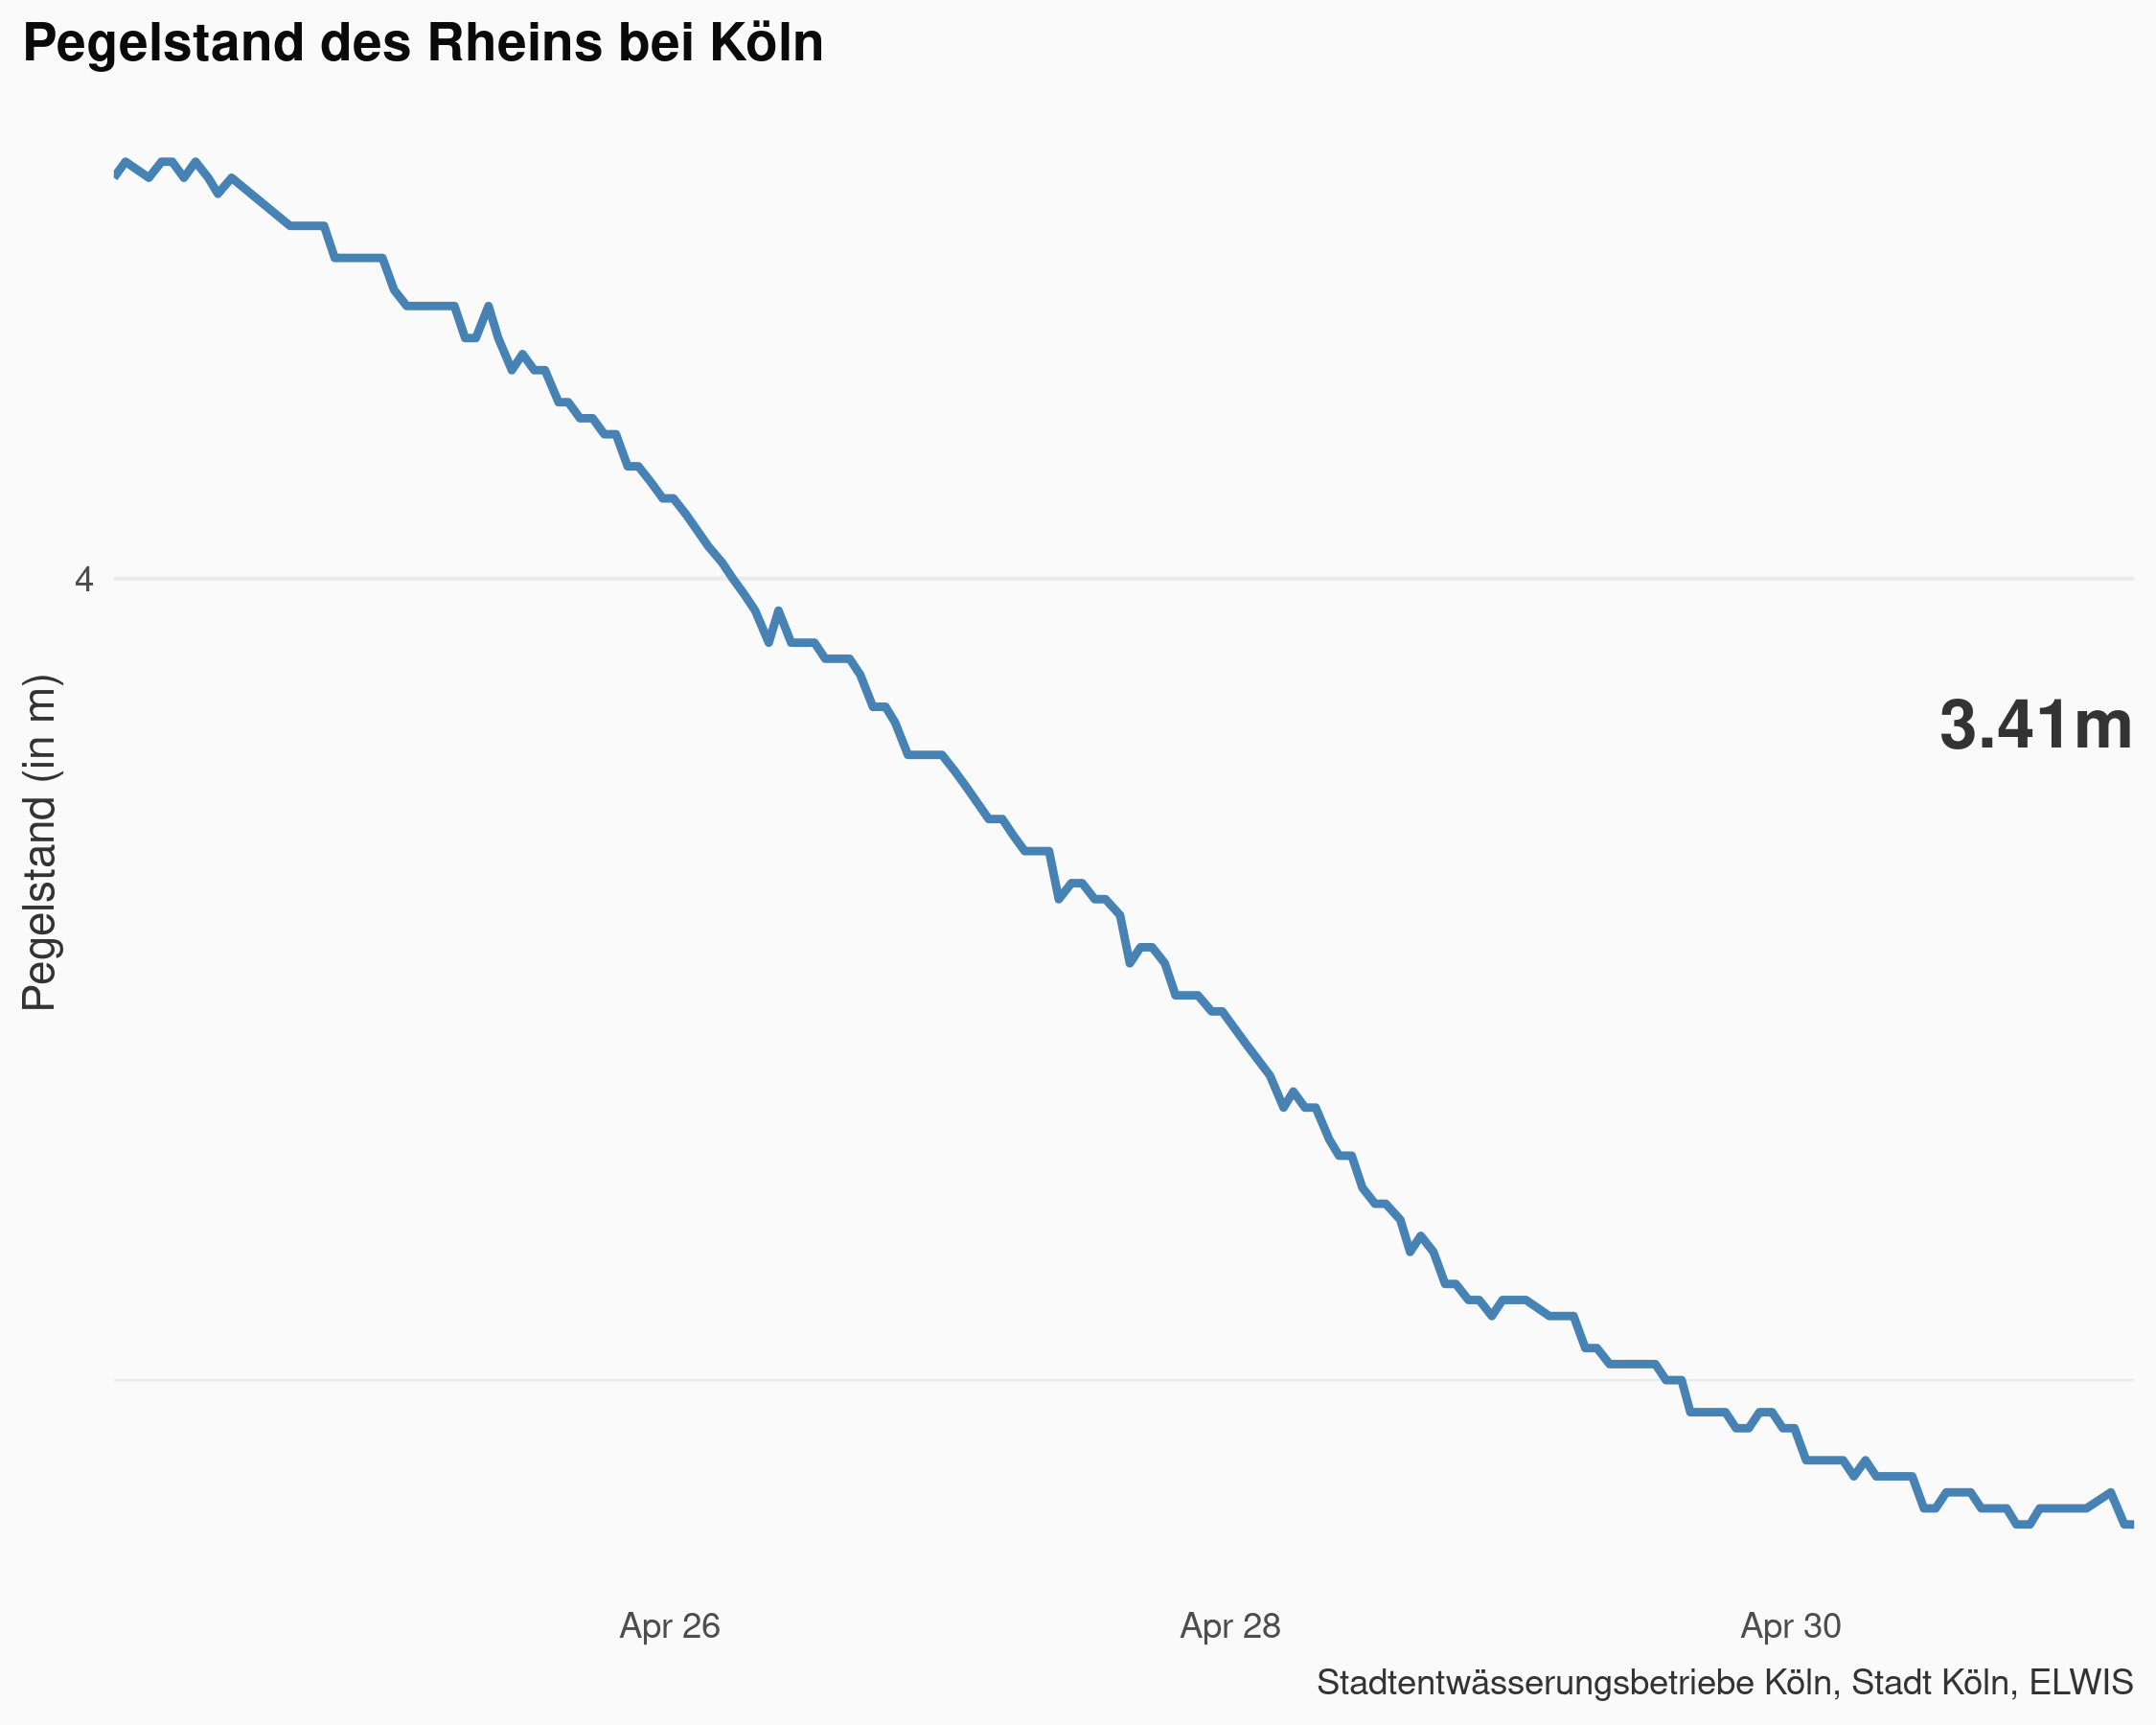 Pegelstand des Rheins bei Köln
4
Pegelstand (in m)
3.41m
Apr 26
Apr 28
Apr 30
Stadtentwässerungsbetriebe Köln, Stadt Köln, ELWIS